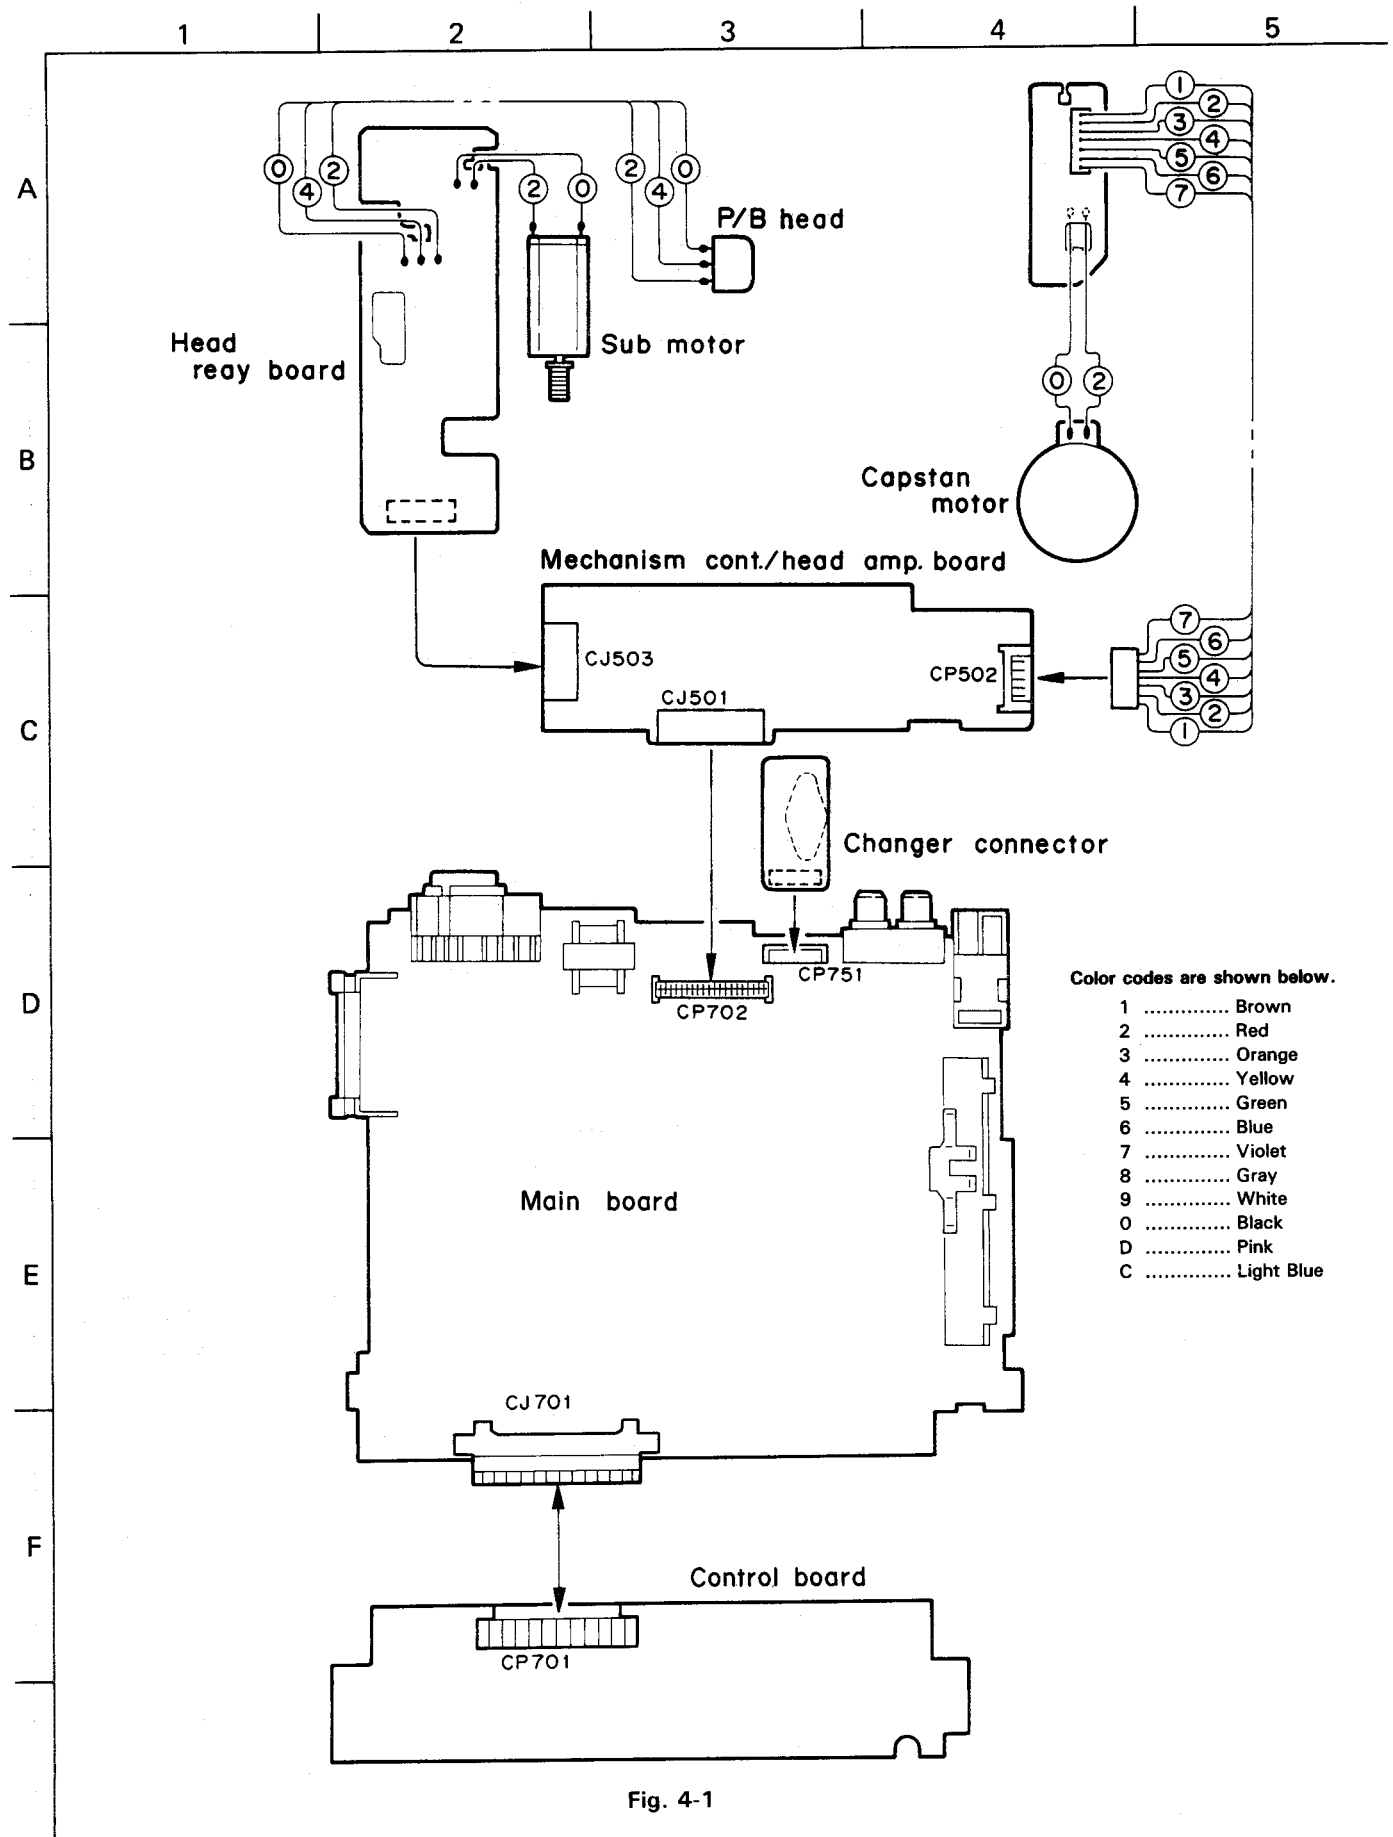 1 2 3 4 5
A
B
C
D
E
F
0 4 2
2 0
2 4 0
P/B head
1
2
3
4
5
6
7
Head
reay board
Sub motor
0 2
Capstan
motor
Mechanism cont./head amp. board
CJ503
CJ501
CP502
7
6
5
4
3
2
1
Changer connector
CP751
CP702
Color codes are shown below.
1 .............. Brown
2 .............. Red
3 .............. Orange
4 .............. Yellow
5 .............. Green
6 .............. Blue
7 .............. Violet
8 .............. Gray
9 .............. White
0 .............. Black
D .............. Pink
C .............. Light Blue
Main board
CJ701
Control board
CP701
Fig. 4-1